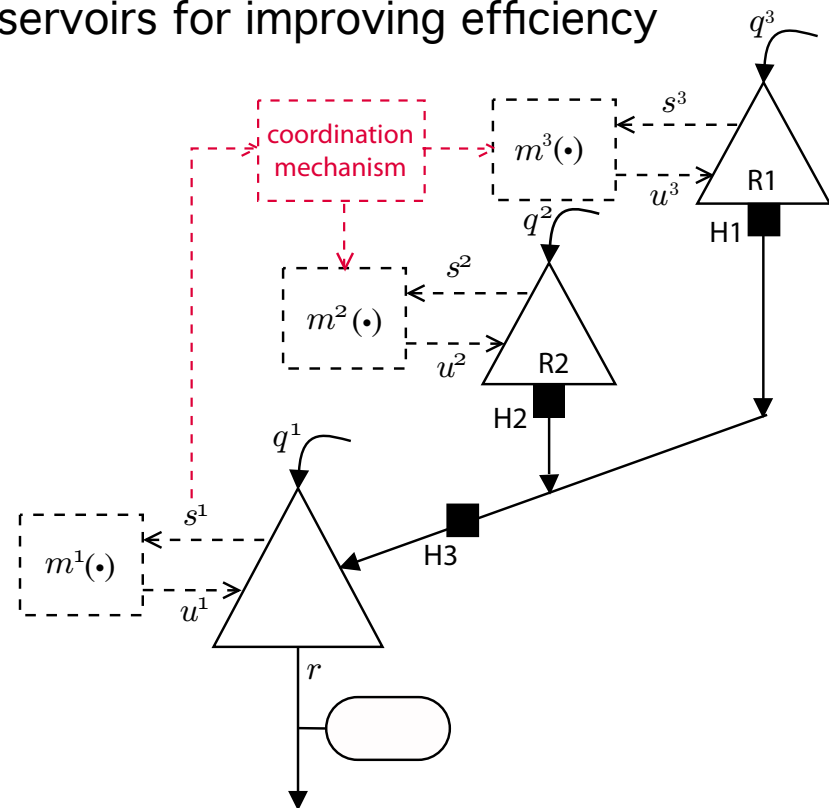 servoirs for improving efficiency
q³
s³
coordination
mechanism
m³(•)
R1
u³
H1
q²
s²
m²(•)
R2
u²
H2
q¹
s¹
H3
m¹(•)
u¹
r